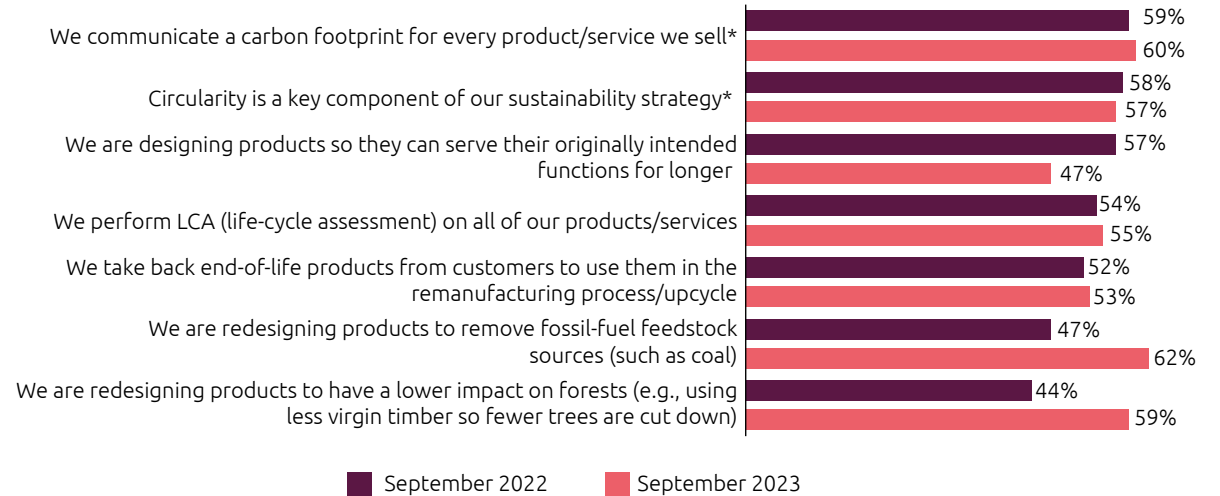 We communicate a carbon footprint for every product/service we sell*
59%
60%
Circularity is a key component of our sustainability strategy*
58%
57%
We are designing products so they can serve their originally intended
functions for longer
57%
47%
We perform LCA (life-cycle assessment) on all of our products/services
54%
55%
We take back end-of-life products from customers to use them in the
remanufacturing process/upcycle
52%
53%
We are redesigning products to remove fossil-fuel feedstock
sources (such as coal)
47%
62%
We are redesigning products to have a lower impact on forests (e.g., using
less virgin timber so fewer trees are cut down)
44%
59%
September 2022
September 2023